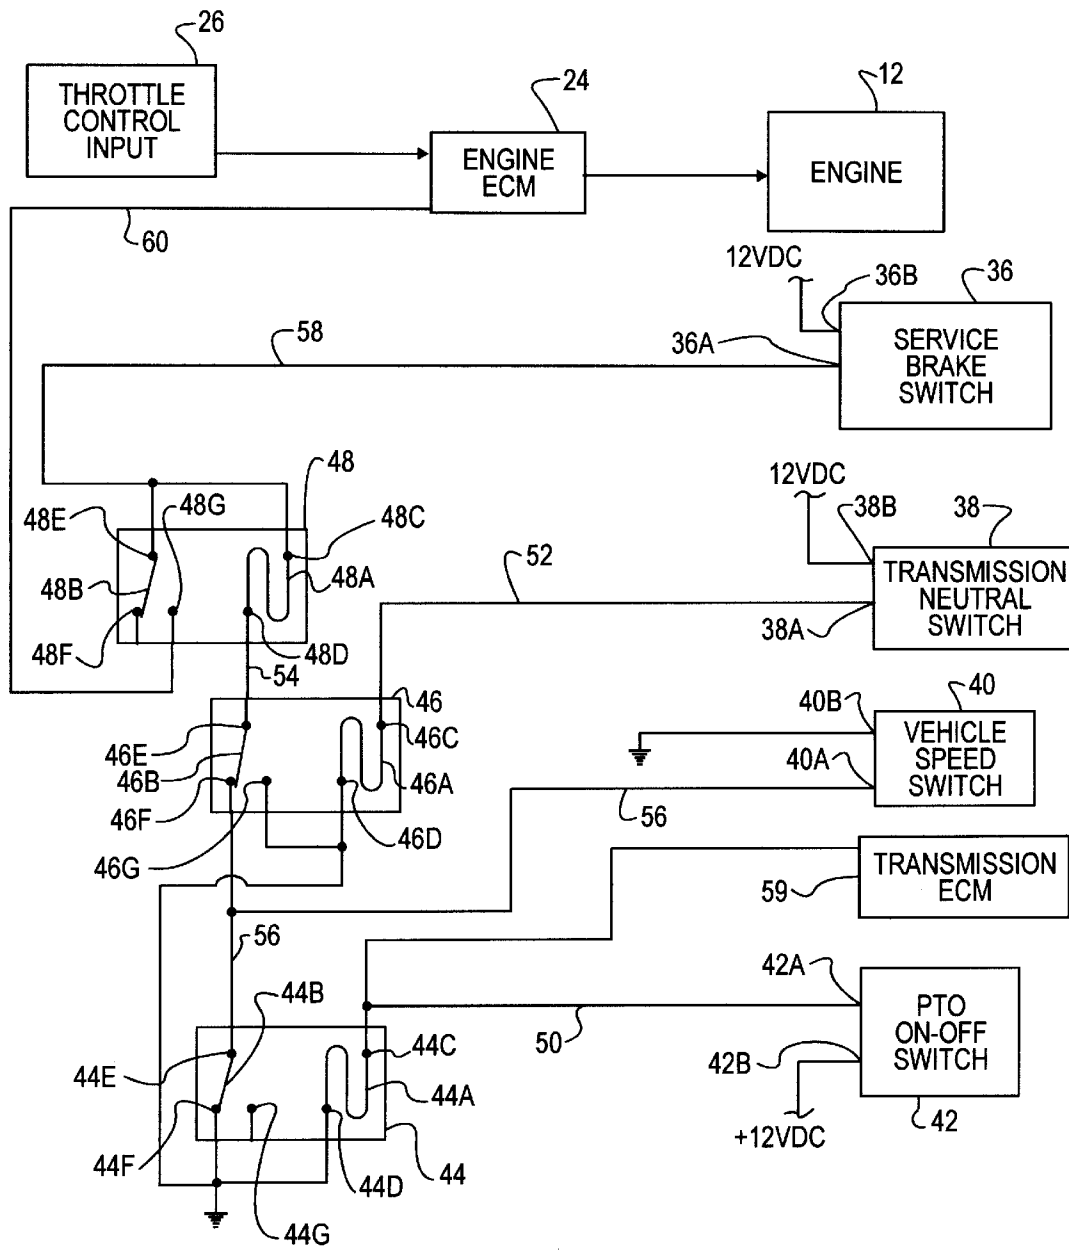 26
THROTTLE
CONTROL
INPUT
24
ENGINE
ECM
12
ENGINE
60
12VDC
36B
36
SERVICE
BRAKE
SWITCH
58
36A
48
48G
48E
48C
48B
48A
48F
48D
54
12VDC
38B
38
TRANSMISSION
NEUTRAL
SWITCH
52
38A
46
46E
46C
46B
46A
46F
46D
46G
40B
40
VEHICLE
SPEED
SWITCH
40A
56
TRANSMISSION
ECM
59
56
44B
42A
PTO
ON-OFF
SWITCH
50
42B
44E
44C
44A
+12VDC
42
44F
44
44D
44G